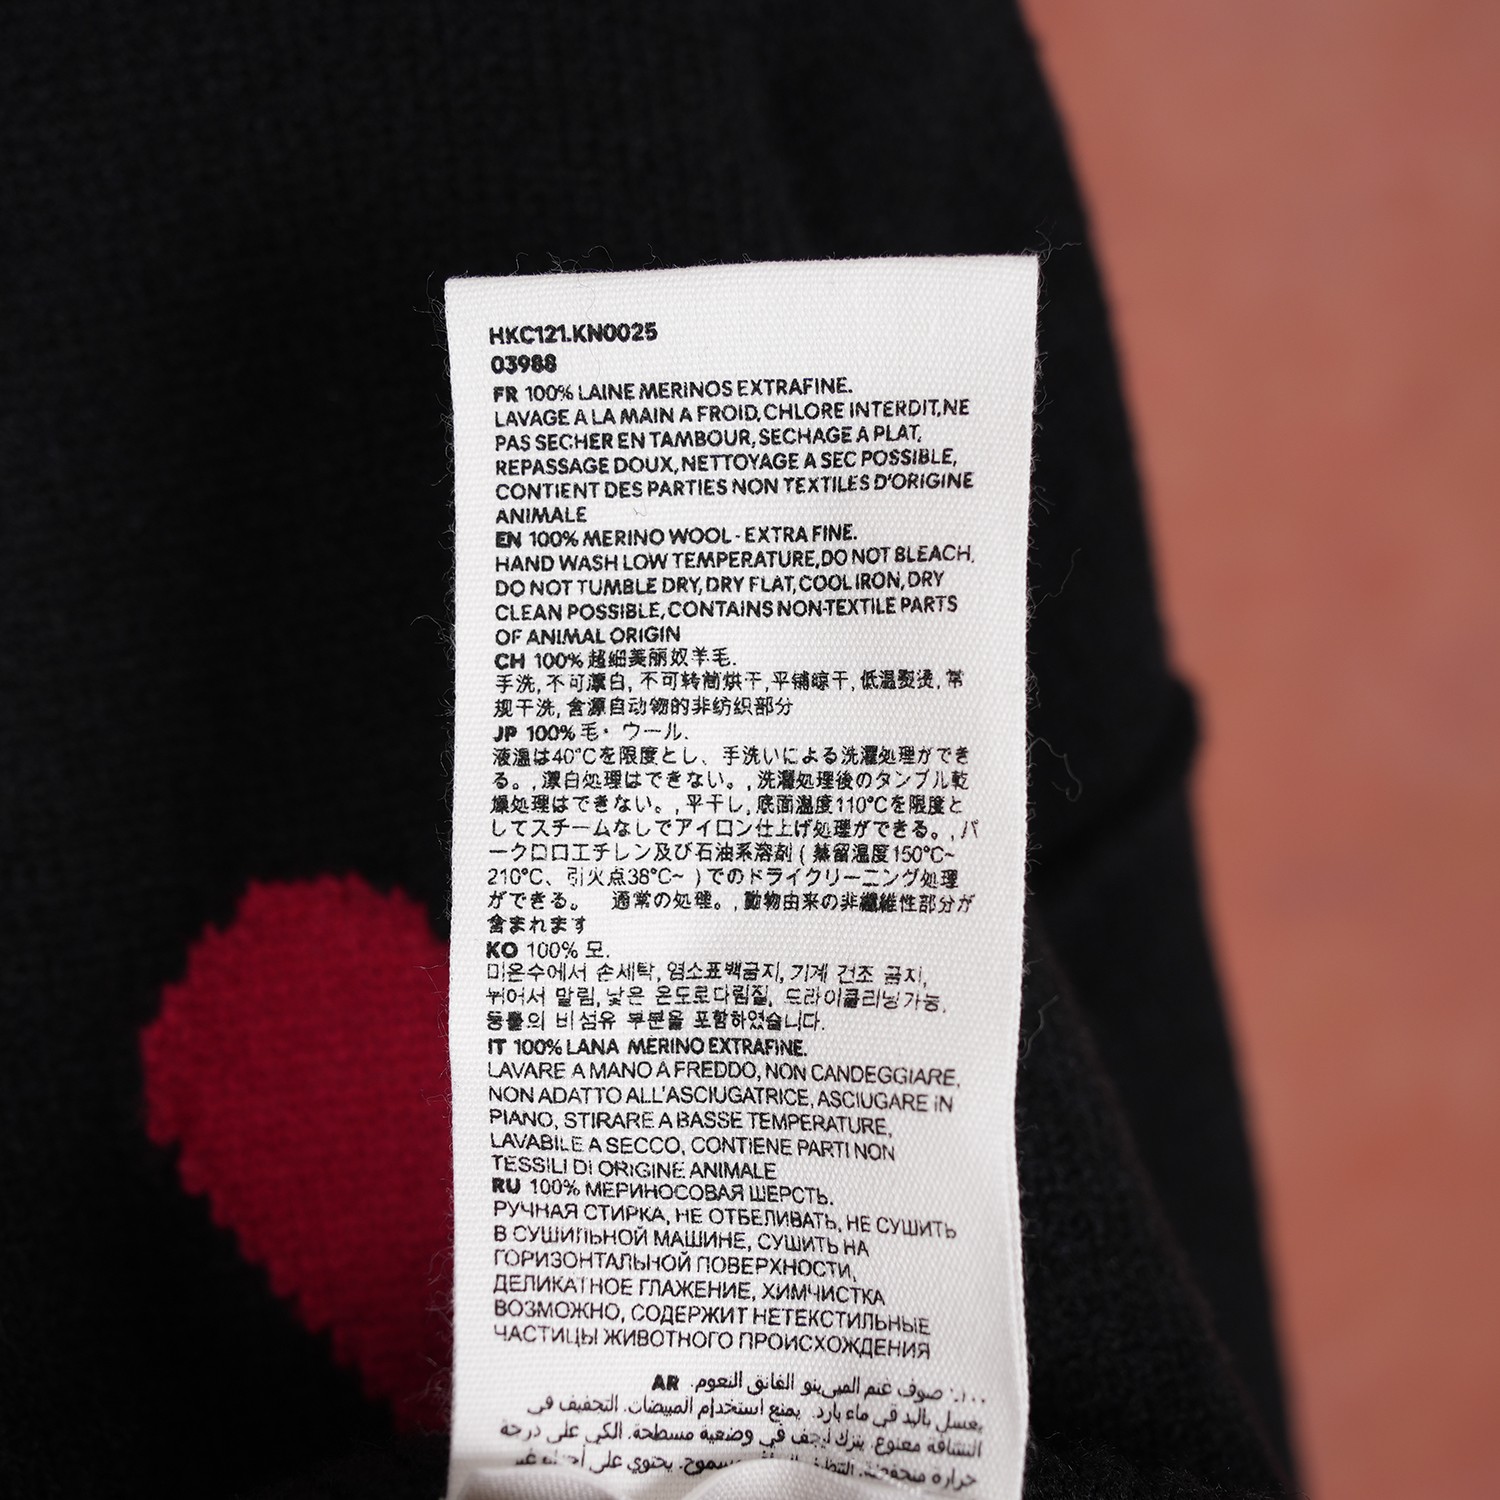 HKC121.KN0025
03988
FR 100% LAINE MERINOS EXTRAFINE.
LAVAGE A LA MAIN A FROID, CHLORE INTERDIT, NE
PAS SECHER EN TAMBOUR, SECHAGE A PLAT,
REPASSAGE DOUX, NETTOYAGE A SEC POSSIBLE,
CONTIENT DES PARTIES NON TEXTILES D'ORIGINE
ANIMALE
EN 100% MERINO WOOL - EXTRA FINE.
HAND WASH LOW TEMPERATURE, DO NOT BLEACH,
DO NOT TUMBLE DRY, DRY FLAT, COOL IRON, DRY
CLEAN POSSIBLE, CONTAINS NON-TEXTILE PARTS
OF ANIMAL ORIGIN
CH 100% 超细美丽奴羊毛.
手洗, 不可漂白, 不可转筒烘干, 平铺晾干, 低温熨烫, 常
规干洗, 含源自动物的非纺织部分
JP 100% 毛・ウール.
液温は40°Cを限度とし、手洗いによる洗濯処理ができ
る。, 漂白処理はできない。, 洗濯処理後のタンブル乾
燥処理はできない。, 平干し, 底面温度110°Cを限度と
してスチームなしでアイロン仕上げ処理ができる。, パ
ークロロエチレン及び石油系溶剤 ( 蒸留温度150°C~
210°C、引火点38°C~ ) でのドライクリーニング処理
ができる。 通常の処理。, 動物由来の非繊維性部分が
含まれます
KO 100% 모.
미온수에서 손세탁, 염소표백금지, 기계 건조 금지,
뉘어서 말림, 낮은 온도로다림질, 드라이클리닝가능,
동물의 비섬유 부분을 포함하였습니다.
IT 100% LANA MERINO EXTRAFINE.
LAVARE A MANO A FREDDO, NON CANDEGGIARE,
NON ADATTO ALL'ASCIUGATRICE, ASCIUGARE IN
PIANO, STIRARE A BASSE TEMPERATURE,
LAVABILE A SECCO, CONTIENE PARTI NON
TESSILI DI ORIGINE ANIMALE
RU 100% МЕРИНОСОВАЯ ШЕРСТЬ.
РУЧНАЯ СТИРКА, НЕ ОТБЕЛИВАТЬ, НЕ СУШИТЬ
В СУШИЛЬНОЙ МАШИНЕ, СУШИТЬ НА
ГОРИЗОНТАЛЬНОЙ ПОВЕРХНОСТИ,
ДЕЛИКАТНОЕ ГЛАЖЕНИЕ, ХИМЧИСТКА
ВОЗМОЖНО, СОДЕРЖИТ НЕТЕКСТИЛЬНЫЕ
ЧАСТИЦЫ ЖИВОТНОГО ПРОИСХОЖДЕНИЯ
AR صوف غنم الميرينو الفائق النعوم.
يغسل باليد في ماء بارد. يمنع استخدام المبيضات. التجفيف في
النشافة ممنوع. يترك ليجف في وضعية مسطحة. الكي على درجة
حرارة منخفضة. مسموح. يحتوي على